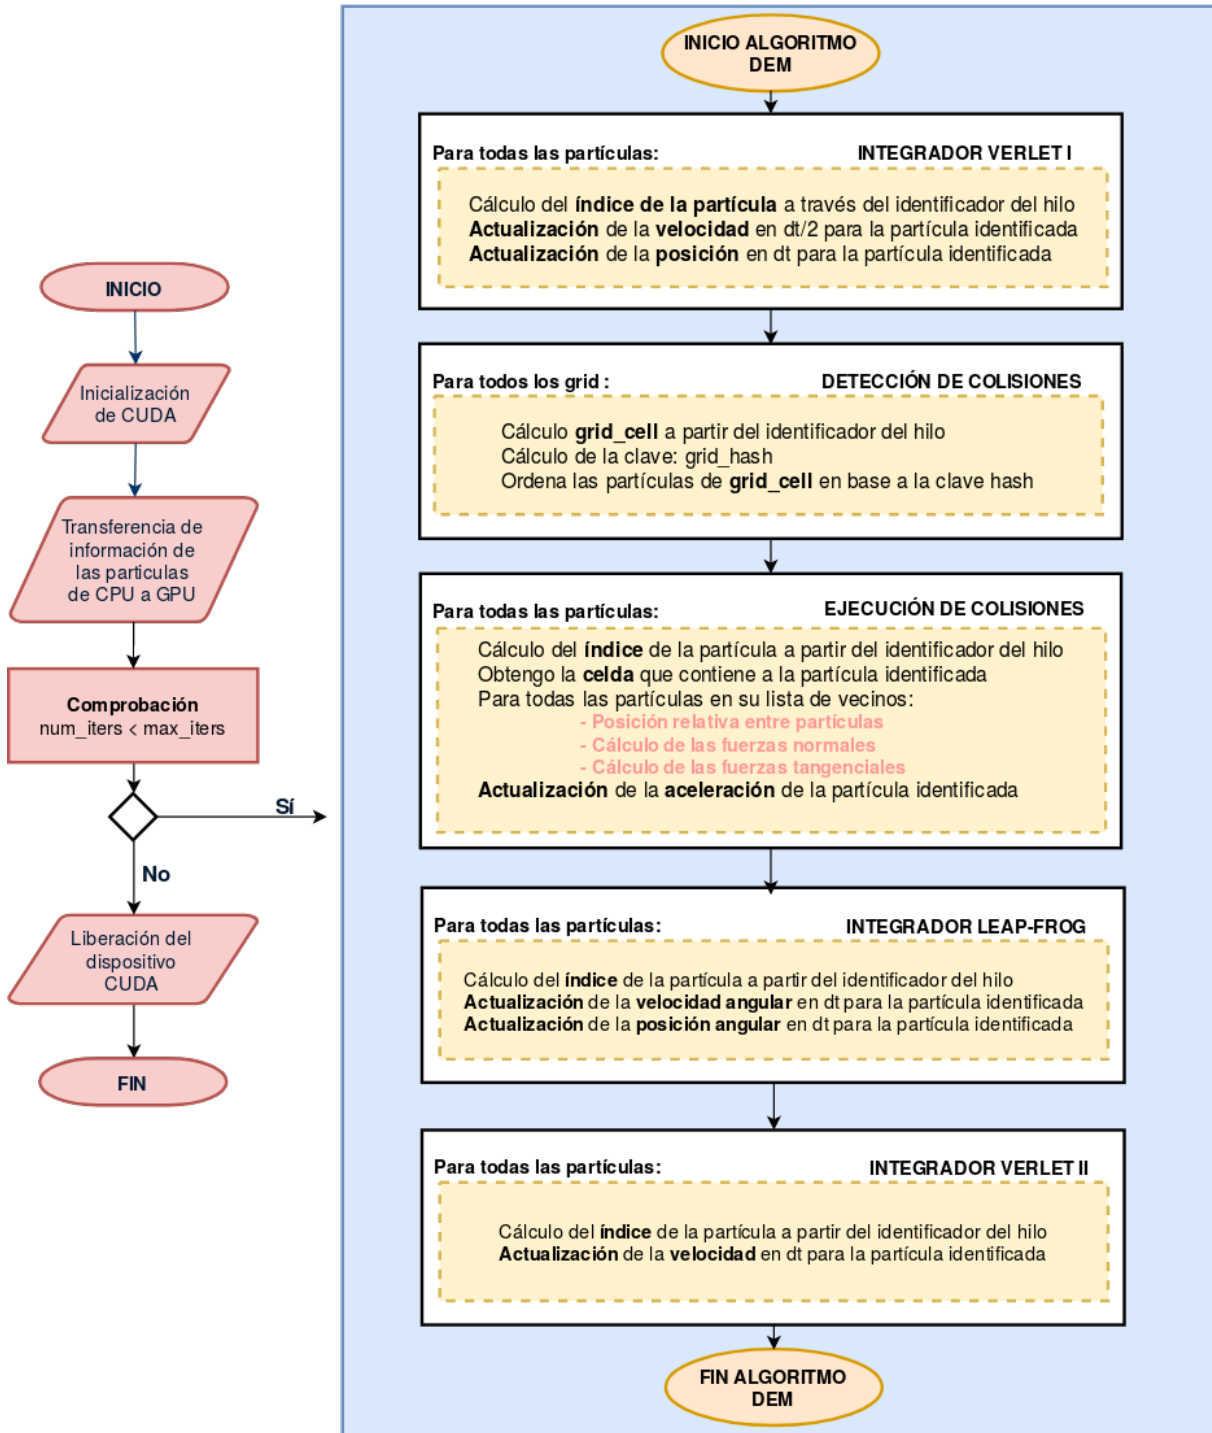 INICIO
Inicialización
de CUDA
Transferencia de
información de
las particulas
de CPU a GPU
Comprobación
num_iters < max_iters
Sí
No
Liberación del
dispositivo
CUDA
FIN
INICIO ALGORITMO
DEM
Para todas las partículas: INTEGRADOR VERLET I
Cálculo del índice de la partícula a través del identificador del hilo
Actualización de la velocidad en dt/2 para la partícula identificada
Actualización de la posición en dt para la partícula identificada
Para todos los grid : DETECCIÓN DE COLISIONES
Cálculo grid_cell a partir del identificador del hilo
Cálculo de la clave: grid_hash
Ordena las partículas de grid_cell en base a la clave hash
Para todas las partículas: EJECUCIÓN DE COLISIONES
Cálculo del índice de la partícula a partir del identificador del hilo
Obtengo la celda que contiene a la partícula identificada
Para todas las partículas en su lista de vecinos:
- Posición relativa entre partículas
- Cálculo de las fuerzas normales
- Cálculo de las fuerzas tangenciales
Actualización de la aceleración de la partícula identificada
Para todas las partículas: INTEGRADOR LEAP-FROG
Cálculo del índice de la partícula a partir del identificador del hilo
Actualización de la velocidad angular en dt para la partícula identificada
Actualización de la posición angular en dt para la partícula identificada
Para todas las partículas: INTEGRADOR VERLET II
Cálculo del índice de la partícula a partir del identificador del hilo
Actualización de la velocidad en dt para la partícula identificada
FIN ALGORITMO
DEM